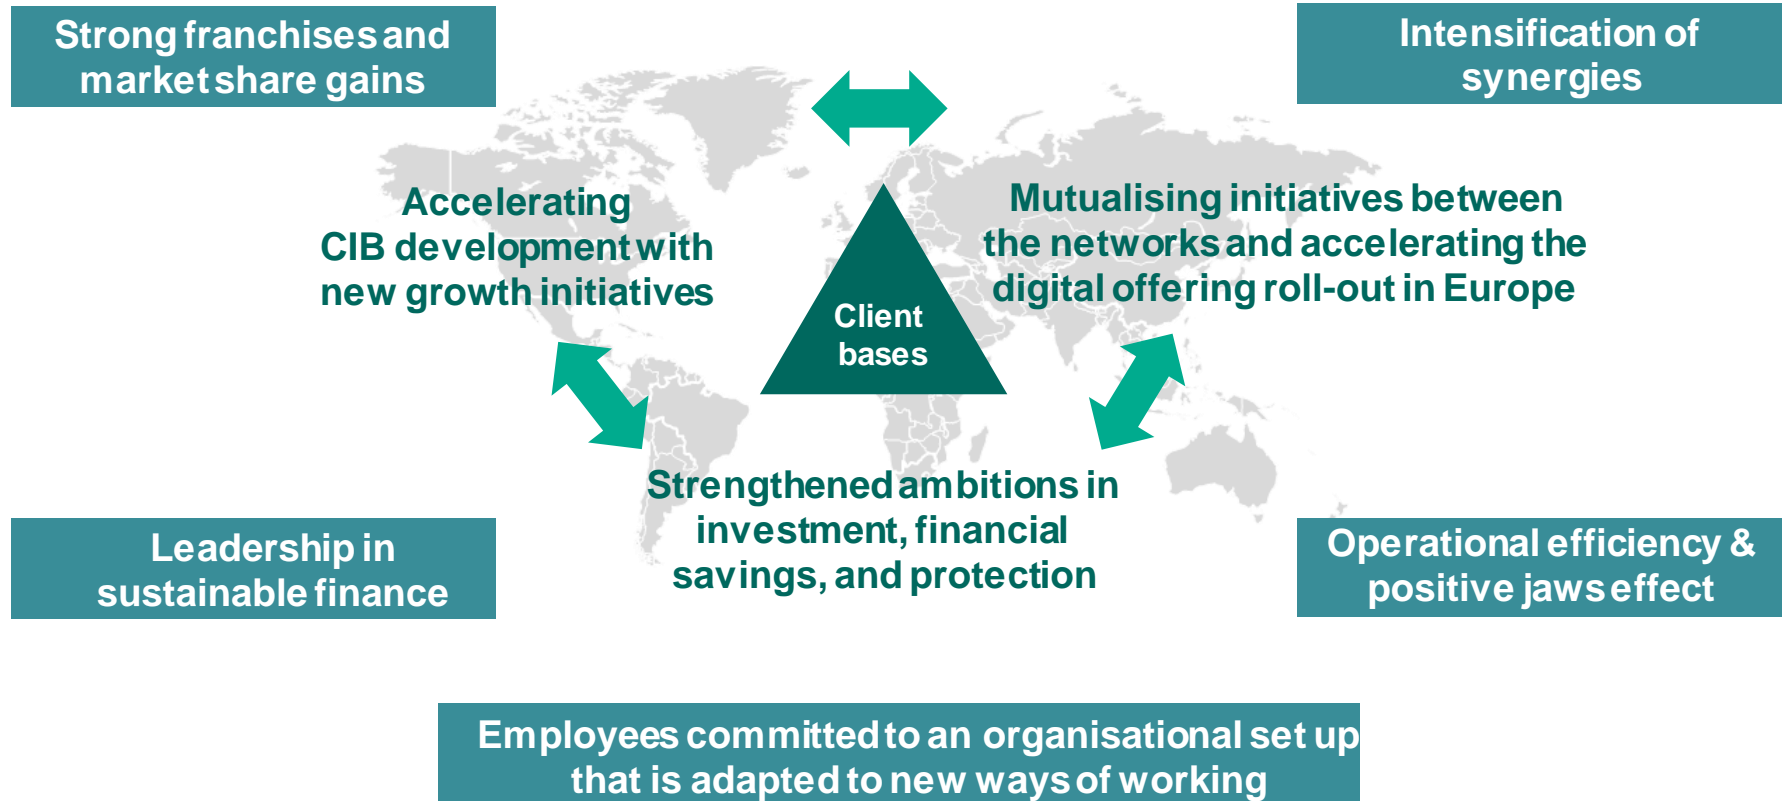 Strong franchises and
market share gains
Intensification of
synergies
Accelerating
CIB development with
new growth initiatives
Mutualising initiatives between
the networks and accelerating the
digital offering roll-out in Europe
Client
bases
Strengthened ambitions in
investment, financial
savings, and protection
Leadership in
sustainable finance
Operational efficiency &
positive jaws effect
Employees committed to an organisational set up
that is adapted to new ways of working